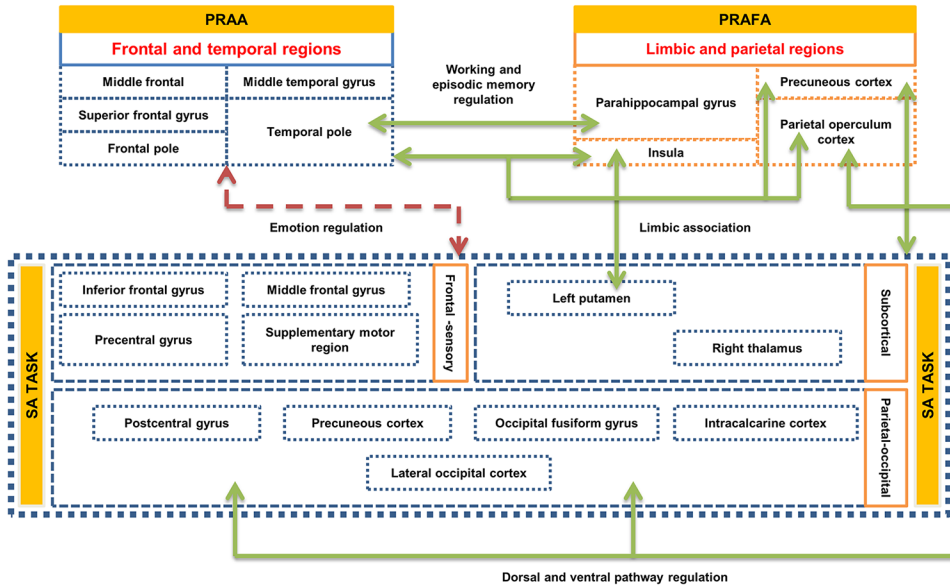 PRAA
PRAFA
Frontal and temporal regions
Limbic and parietal regions
Middle frontal
Middle temporal gyrus
Superior frontal gyrus
Temporal pole
Frontal pole
Working and
episodic memory
regulation
Parahippocampal gyrus
Precuneous cortex
Parietal operculum
cortex
Insula
Emotion regulation
Limbic association
SA TASK
Inferior frontal gyrus
Middle frontal gyrus
Precentral gyrus
Supplementary motor
region
Frontal -sensory
Left putamen
Right thalamus
Subcortical
SA TASK
Postcentral gyrus
Precuneous cortex
Occipital fusiform gyrus
Intracalcarine cortex
Lateral occipital cortex
Parietal-occipital
Dorsal and ventral pathway regulation